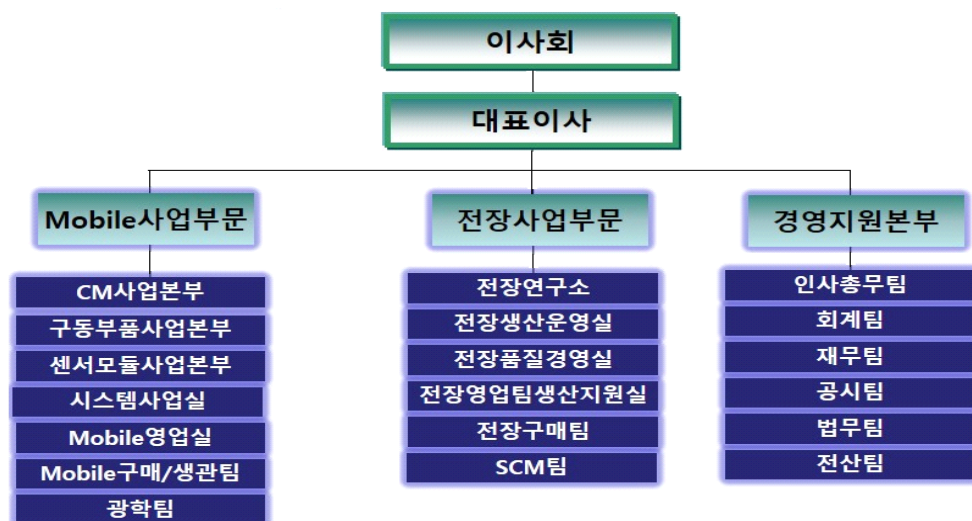 이사회
대표이사
Mobile사업부문
CM사업본부
구동부품사업본부
센서모듈사업본부
시스템사업실
Mobile영업실
Mobile구매/생관팀
광학팀
전장사업부문
전장연구소
전장생산운영실
전장품질경영실
전장영업팀생산지원실
전장구매팀
SCM팀
경영지원본부
인사총무팀
회계팀
재무팀
공시팀
법무팀
전산팀